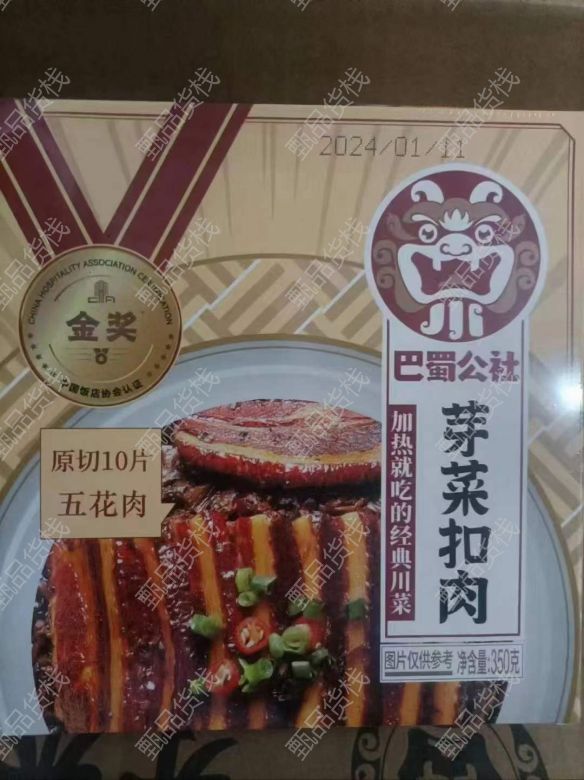 2024/01/11
CHINA HOSPITALITY ASSOCIATION CERTIFICATION
金奖
中国饭店协会认证
巴蜀公社
加热就吃的经典川菜
芽菜扣肉
原切10片
五花肉
图片仅供参考 净含量:350克
甄品货栈